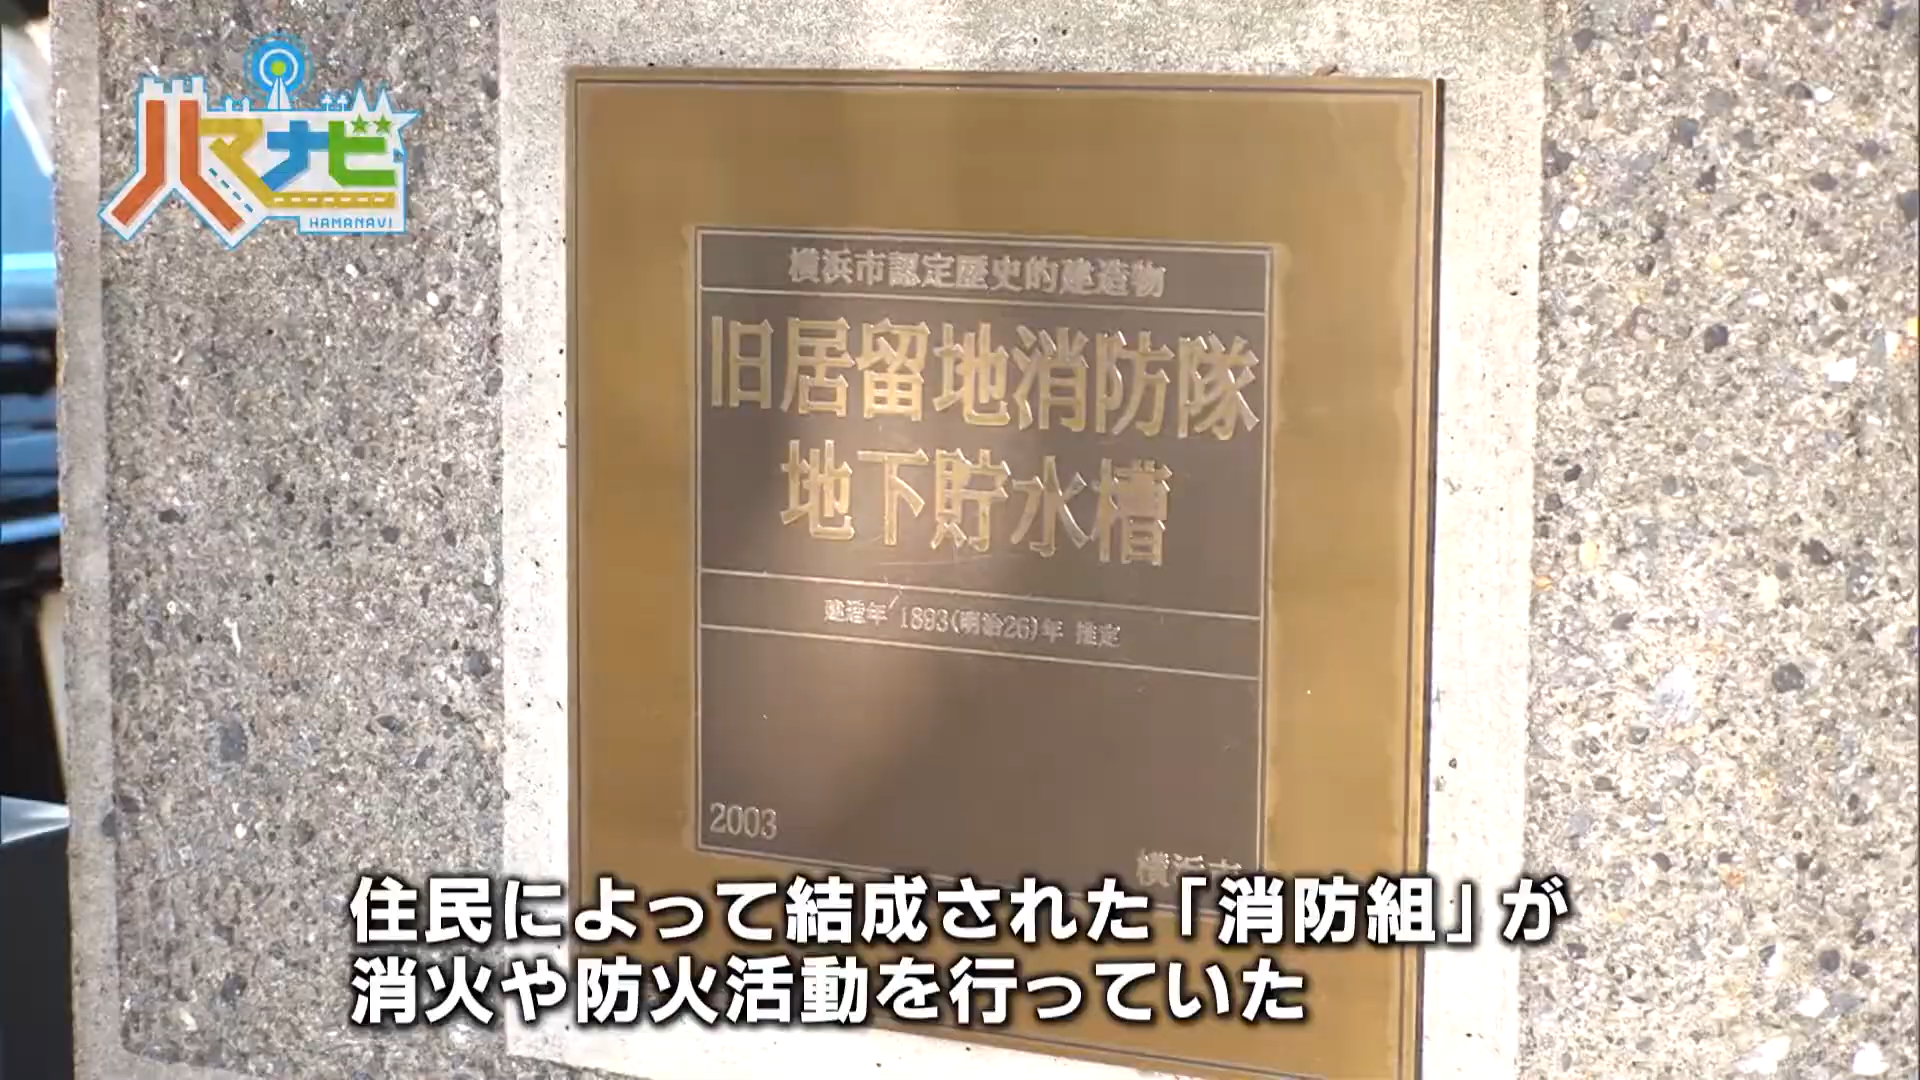 ハマナビ
HAMANAVI
横浜市認定歴史的建造物
旧居留地消防隊
地下貯水槽
建造年 1893(明治26)年 推定
2003
横浜市
住民によって結成された「消防組」が
消火や防火活動を行っていた